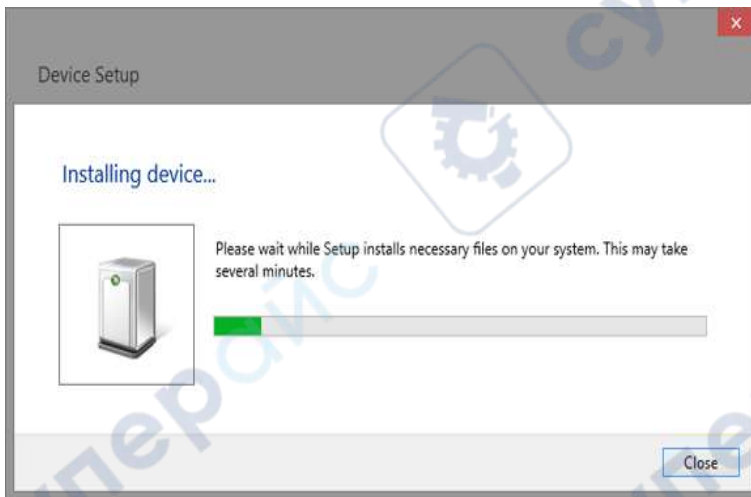 Device Setup
Installing device...
Please wait while Setup installs necessary files on your system. This may take
several minutes.
Close